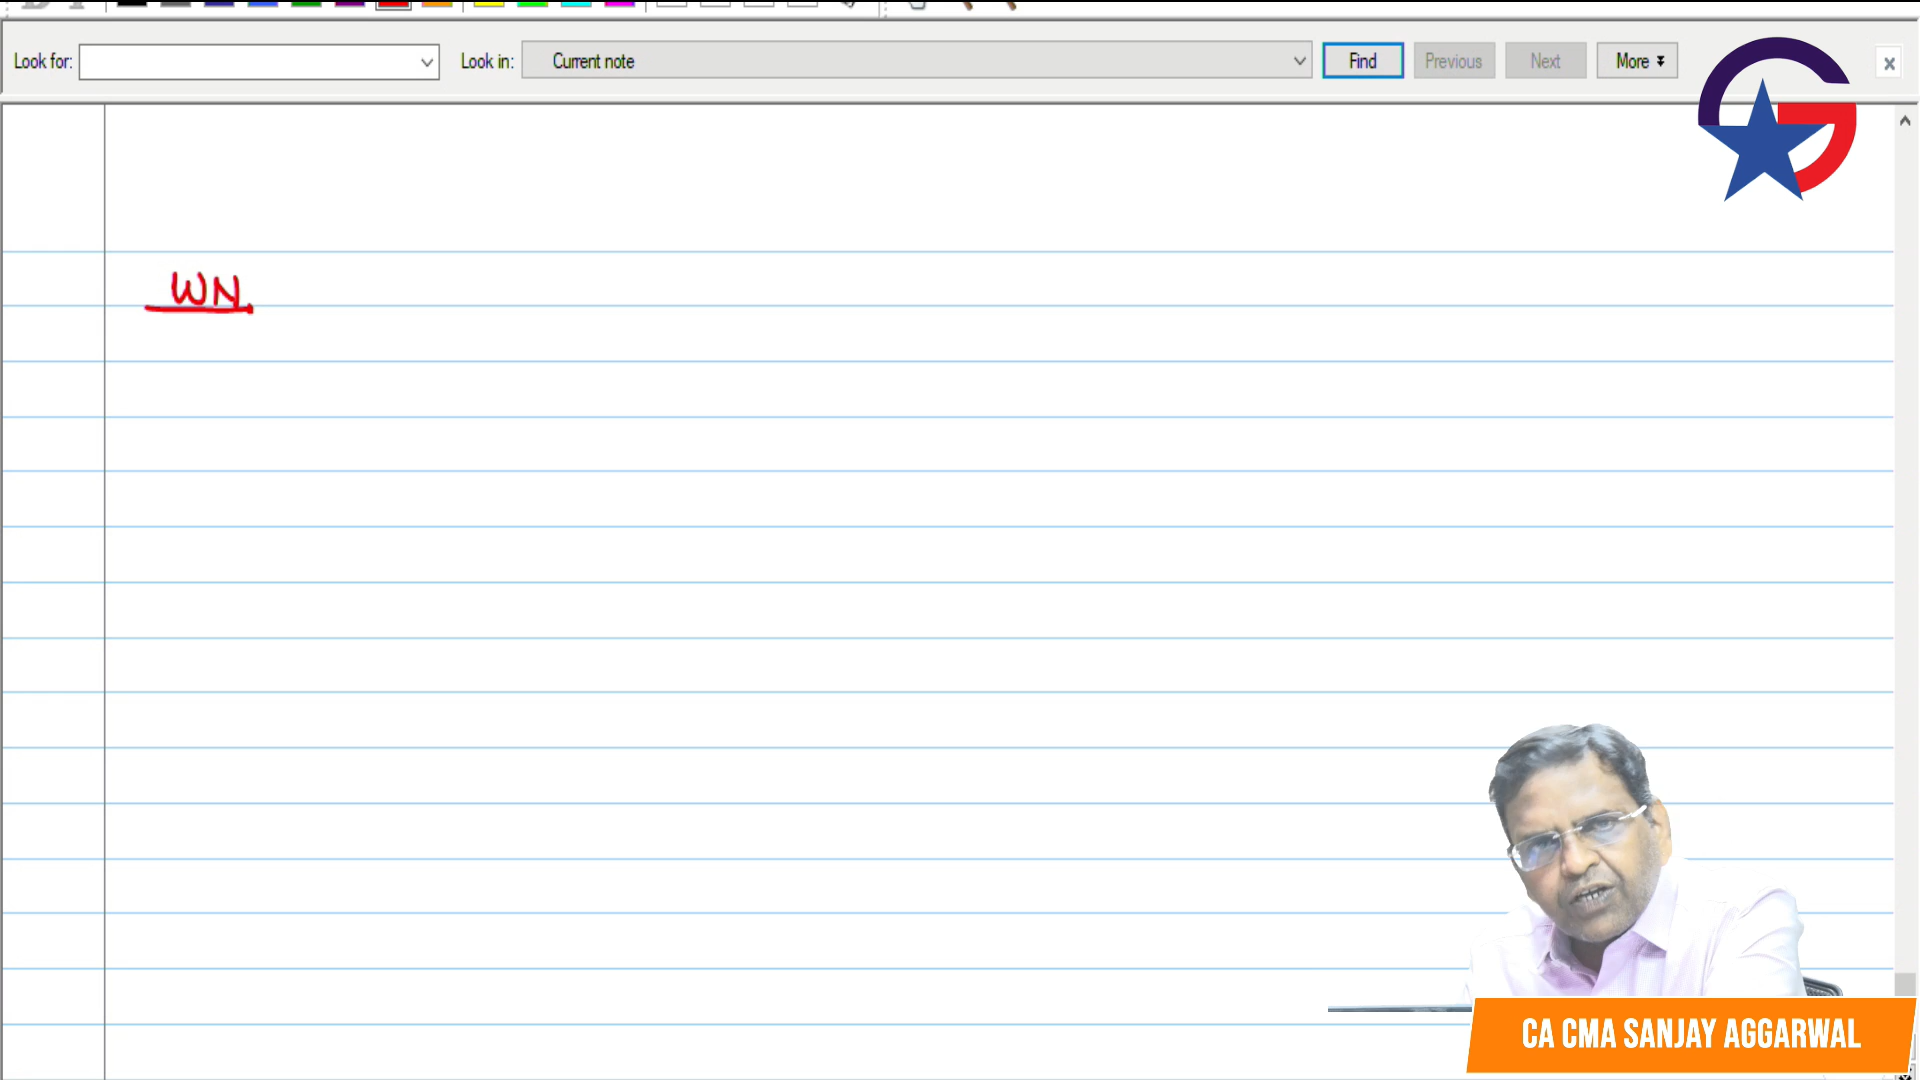 Look for: Look in: Current note Find Previous Next More
WN.
CA CMA SANJAY AGGARWAL